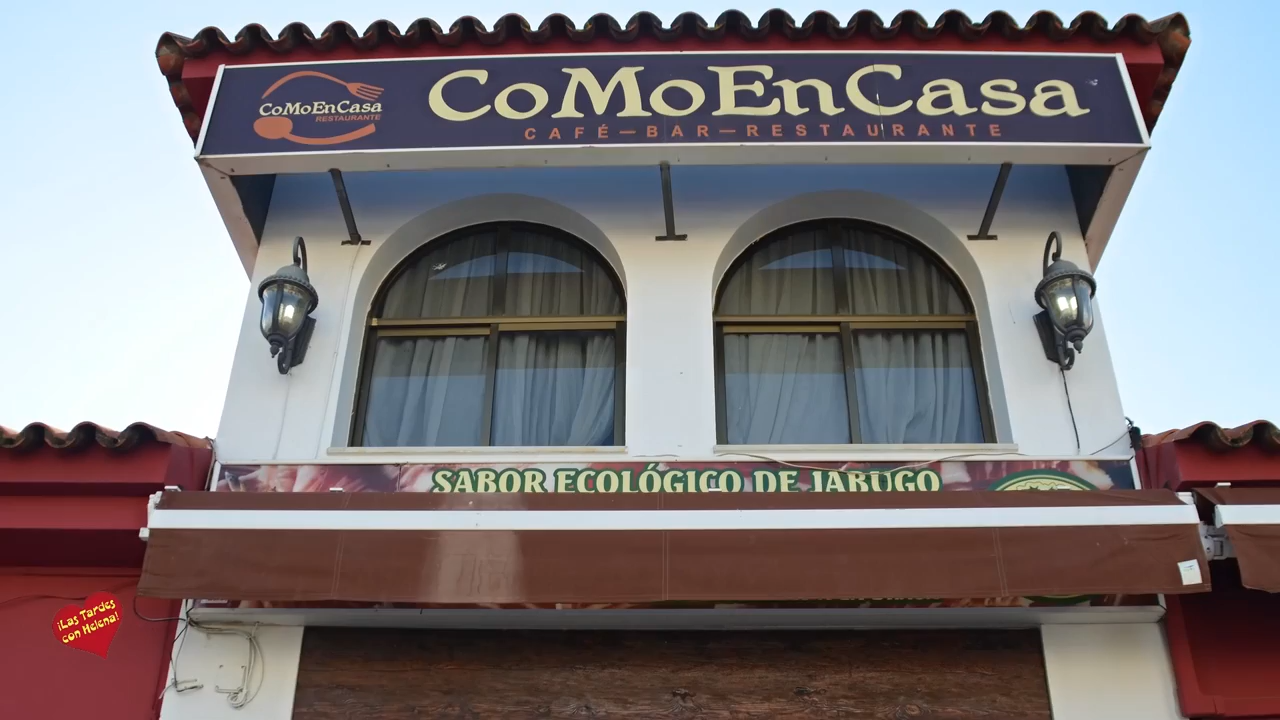 CoMoEnCasa
RESTAURANTE
CoMoEnCasa
CAFÉ—BAR—RESTAURANTE
SABOR ECOLÓGICO DE JABUGO
¡Las Tardes
con Helena!